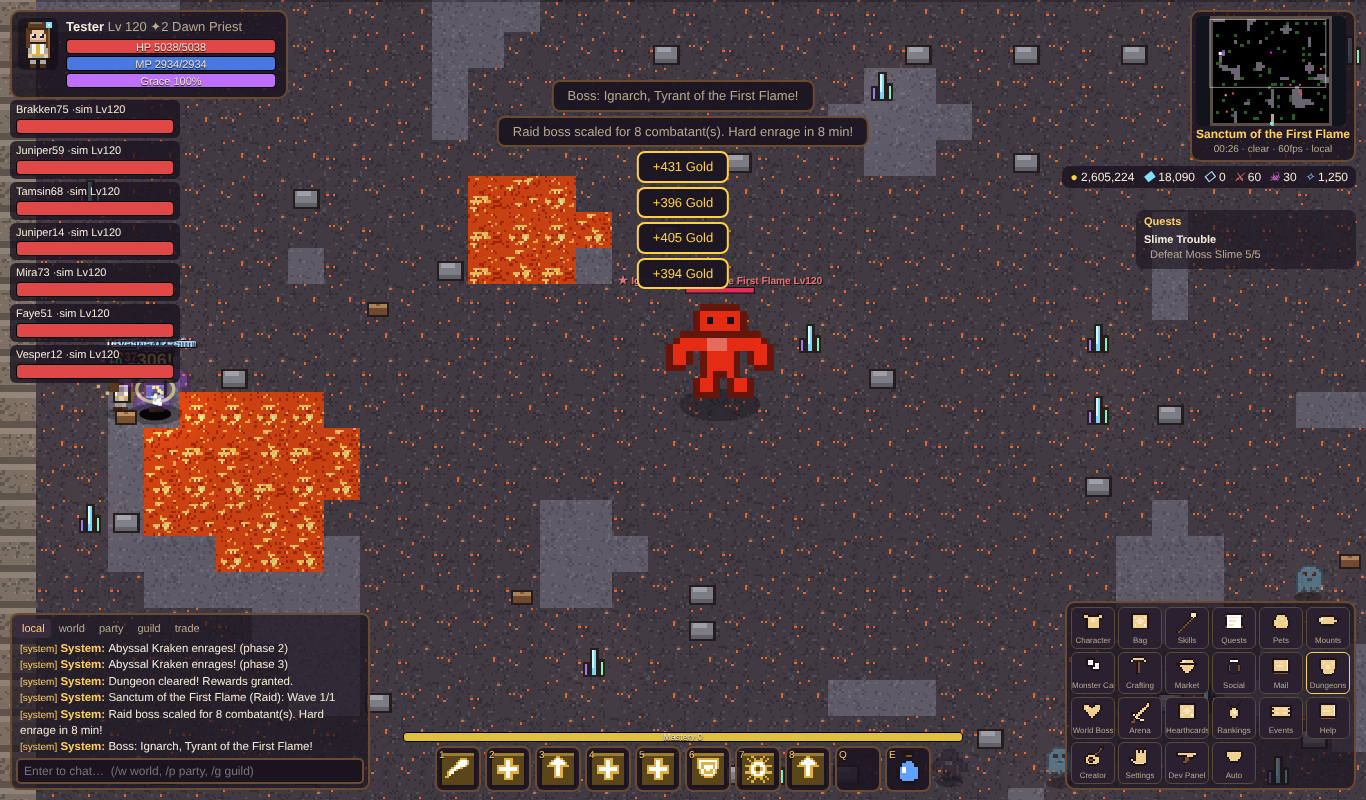 Tester Lv 120 ✦2 Dawn Priest
HP 5038/5038
MP 2934/2934
Grace 100%
Brakken75 ·sim Lv120
Juniper59 ·sim Lv120
Tamsin68 ·sim Lv120
Juniper14 ·sim Lv120
Mira73 ·sim Lv120
Faye51 ·sim Lv120
Vesper12 ·sim Lv120
306!
Boss: Ignarch, Tyrant of the First Flame!
Raid boss scaled for 8 combatant(s). Hard enrage in 8 min!
+431 Gold
+396 Gold
+405 Gold
+394 Gold
First Flame Lv120
Sanctum of the First Flame
00:26 · clear · 60fps · local
2,605,224 18,090 0 60 30 1,250
Quests
Slime Trouble
Defeat Moss Slime 5/5
local world party guild trade
[system] System: Abyssal Kraken enrages! (phase 2)
[system] System: Abyssal Kraken enrages! (phase 3)
[system] System: Dungeon cleared! Rewards granted.
[system] System: Sanctum of the First Flame (Raid): Wave 1/1
[system] System: Raid boss scaled for 8 combatant(s). Hard
enrage in 8 min!
[system] System: Boss: Ignarch, Tyrant of the First Flame!
Enter to chat… (/w world, /p party, /g guild)
Mastery 0
1 2 3 4 5 6 7 8 Q E
Character Bag Skills Quests Pets Mounts
Monster Ca Crafting Market Social Mail Dungeons
World Boss Arena Hearthcards Rankings Events Help
Creator Settings Dev Panel Auto